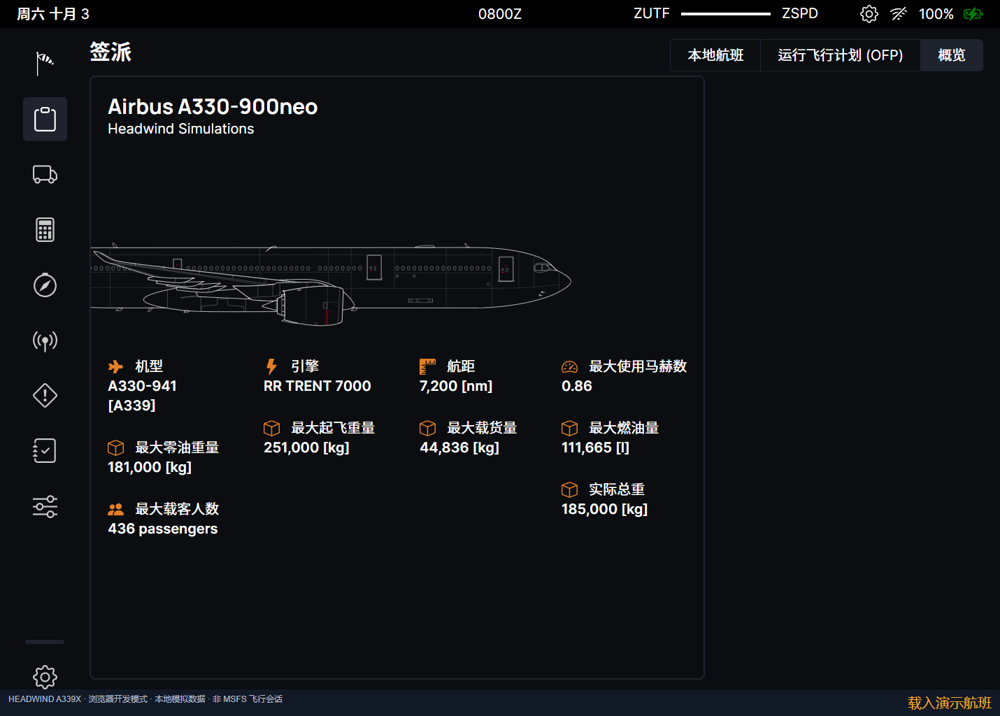 周六 十月 3
0800Z
ZUTF
ZSPD
100%
签派
本地航班
运行飞行计划 (OFP)
概览
Airbus A330-900neo
Headwind Simulations
机型
A330-941
[A339]
引擎
RR TRENT 7000
航距
7,200 [nm]
最大使用马赫数
0.86
最大零油重量
181,000 [kg]
最大起飞重量
251,000 [kg]
最大载货量
44,836 [kg]
最大燃油量
111,665 [l]
最大载客人数
436 passengers
实际总重
185,000 [kg]
HEADWIND A339X · 浏览器开发模式 · 本地模拟数据 · 非 MSFS 飞行会话
载入演示航班